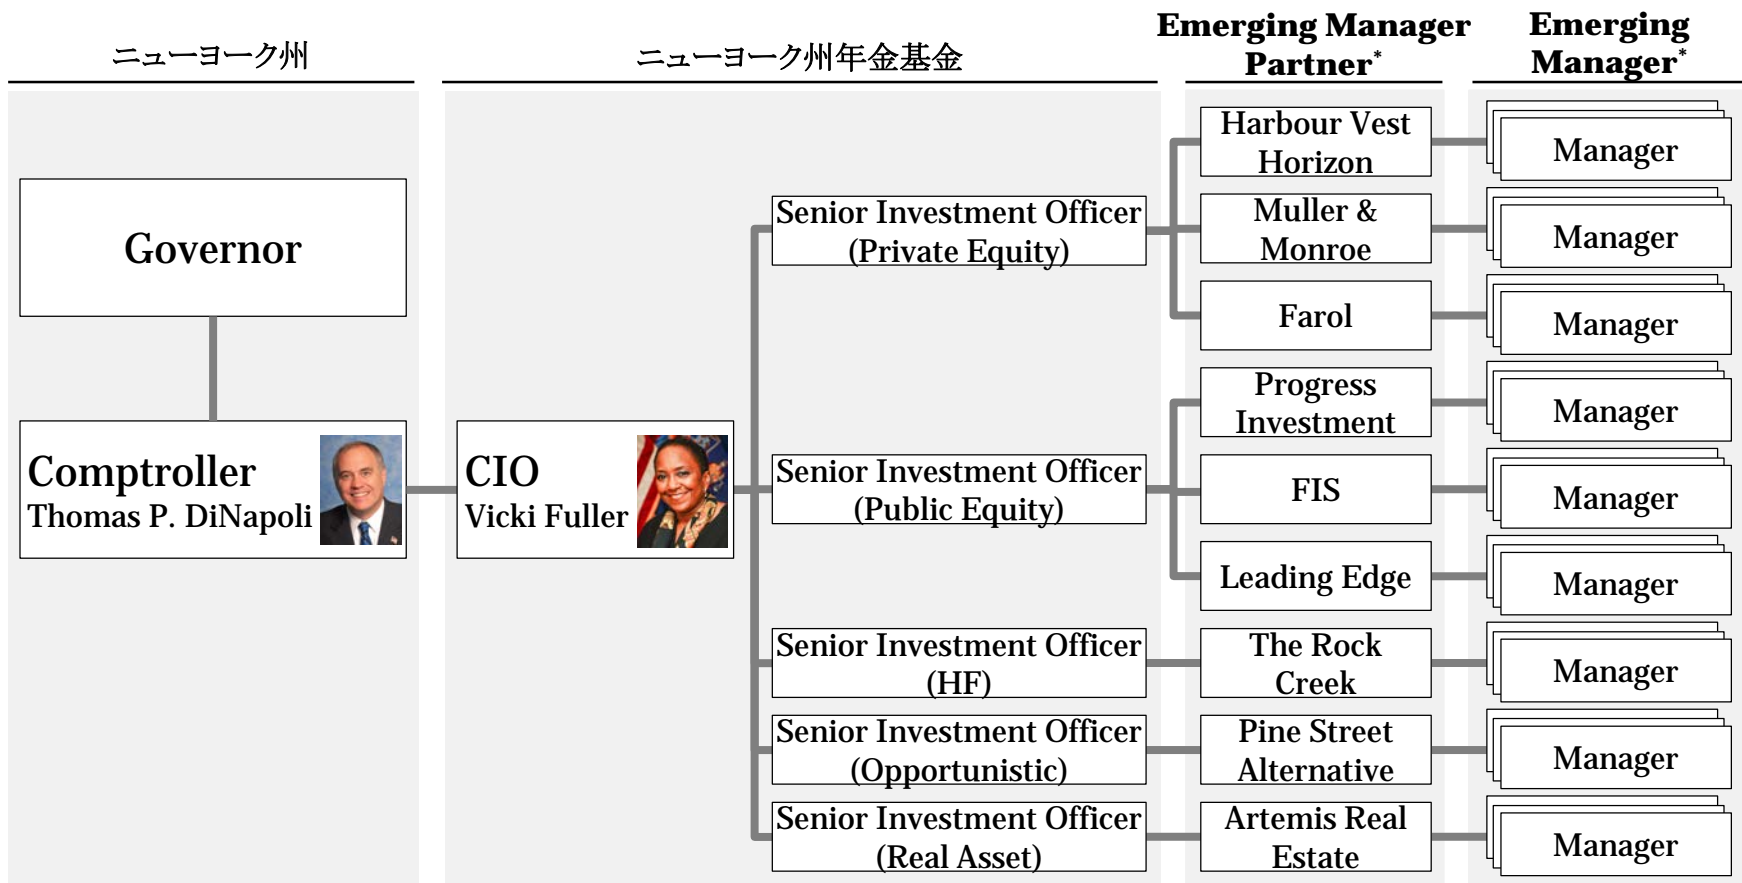 ニューヨーク州
ニューヨーク州年金基金
Emerging Manager
Partner*
Emerging
Manager*
Governor
Comptroller
Thomas P. DiNapoli
CIO
Vicki Fuller
Senior Investment Officer
(Private Equity)
Senior Investment Officer
(Public Equity)
Senior Investment Officer
(HF)
Senior Investment Officer
(Opportunistic)
Senior Investment Officer
(Real Asset)
Harbour Vest
Horizon
Muller &
Monroe
Farol
Progress
Investment
FIS
Leading Edge
The Rock
Creek
Pine Street
Alternative
Artemis Real
Estate
Manager
Manager
Manager
Manager
Manager
Manager
Manager
Manager
Manager